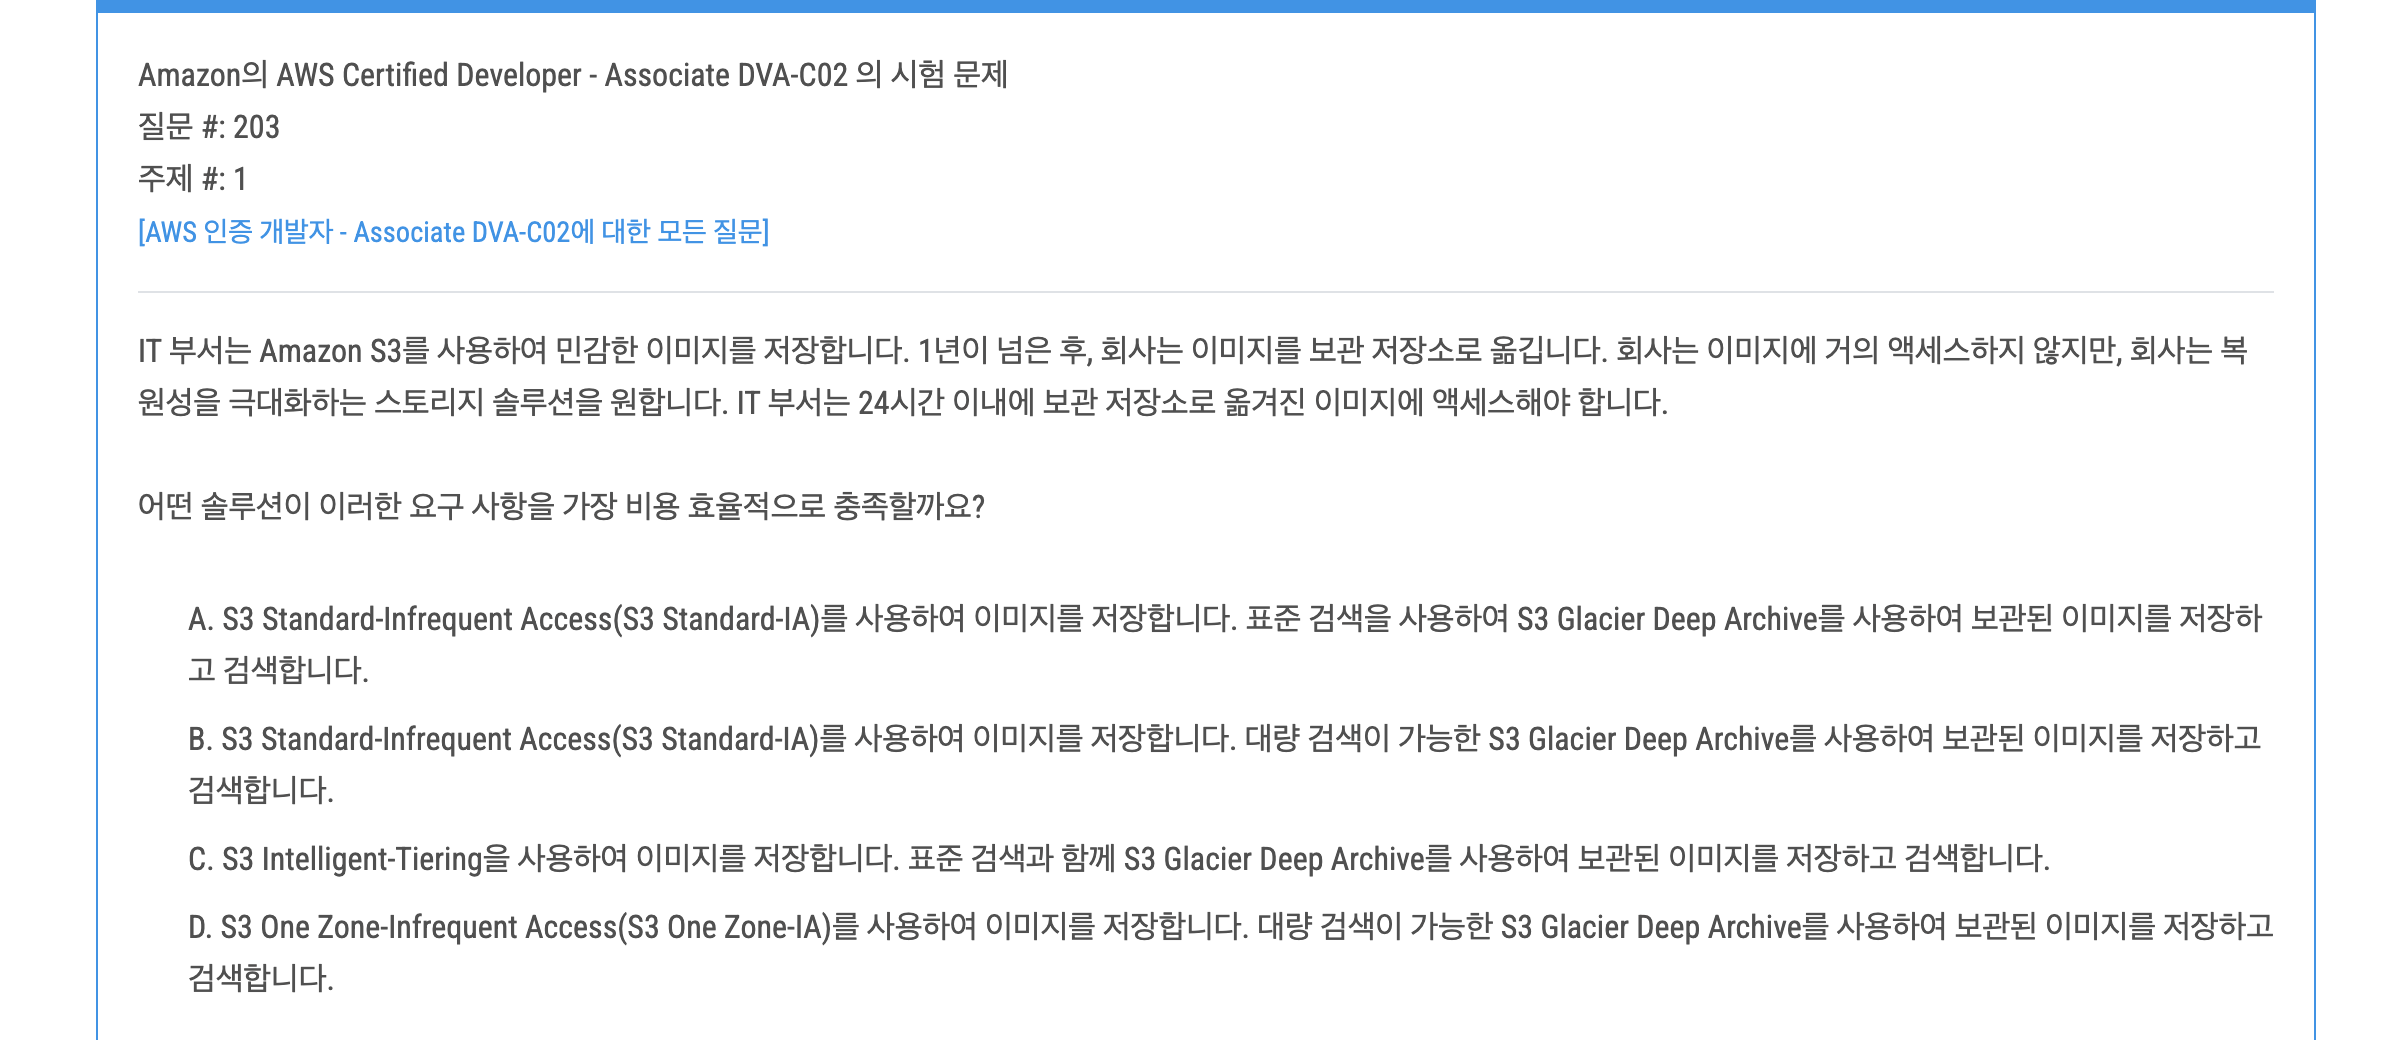 Amazon의 AWS Certified Developer - Associate DVA-C02 의 시험 문제
질문 #: 203
주제 #: 1
[AWS 인증 개발자 - Associate DVA-C02에 대한 모든 질문]
IT 부서는 Amazon S3를 사용하여 민감한 이미지를 저장합니다. 1년이 넘은 후, 회사는 이미지를 보관 저장소로 옮깁니다. 회사는 이미지에 거의 액세스하지 않지만, 회사는 복
원성을 극대화하는 스토리지 솔루션을 원합니다. IT 부서는 24시간 이내에 보관 저장소로 옮겨진 이미지에 액세스해야 합니다.
어떤 솔루션이 이러한 요구 사항을 가장 비용 효율적으로 충족할까요?
A. S3 Standard-Infrequent Access(S3 Standard-IA)를 사용하여 이미지를 저장합니다. 표준 검색을 사용하여 S3 Glacier Deep Archive를 사용하여 보관된 이미지를 저장하
고 검색합니다.
B. S3 Standard-Infrequent Access(S3 Standard-IA)를 사용하여 이미지를 저장합니다. 대량 검색이 가능한 S3 Glacier Deep Archive를 사용하여 보관된 이미지를 저장하고
검색합니다.
C. S3 Intelligent-Tiering을 사용하여 이미지를 저장합니다. 표준 검색과 함께 S3 Glacier Deep Archive를 사용하여 보관된 이미지를 저장하고 검색합니다.
D. S3 One Zone-Infrequent Access(S3 One Zone-IA)를 사용하여 이미지를 저장합니다. 대량 검색이 가능한 S3 Glacier Deep Archive를 사용하여 보관된 이미지를 저장하고
검색합니다.